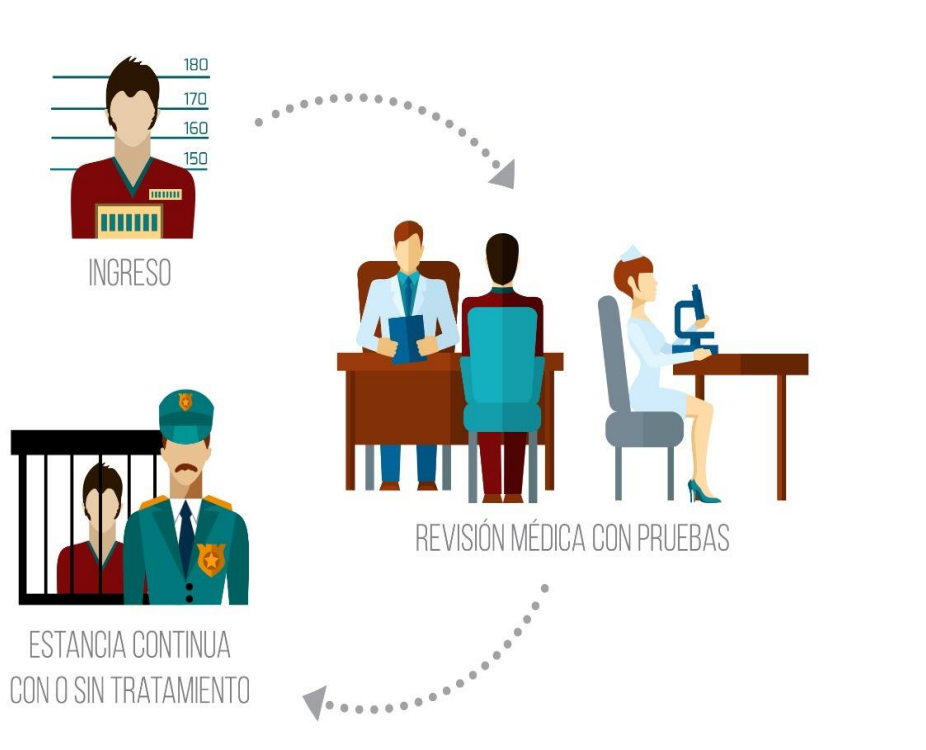 180
170
160
150
INGRESO
REVISIÓN MÉDICA CON PRUEBAS
ESTANCIA CONTINUA
CON O SIN TRATAMIENTO